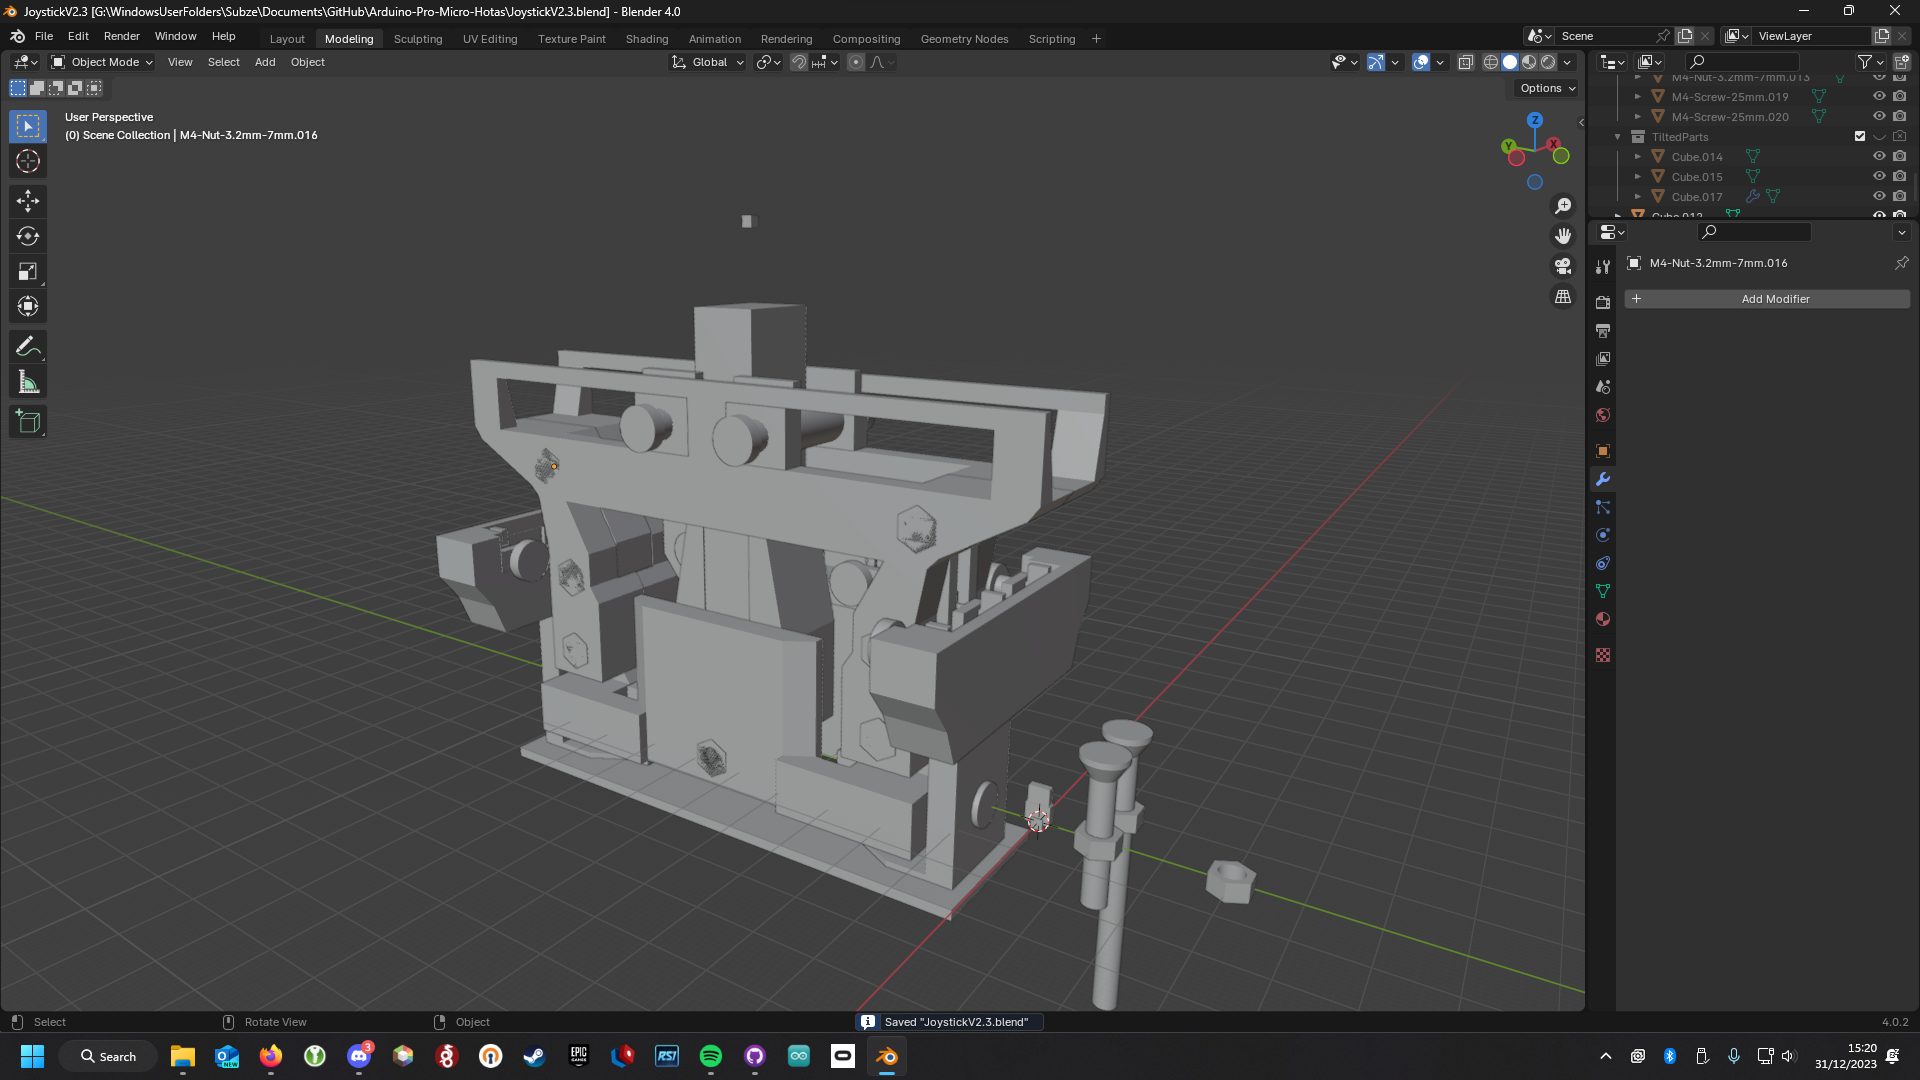 JoystickV2.3 [G:\WindowsUserFolders\Subze\Documents\GitHub\Arduino-Pro-Micro-Hotas\JoystickV2.3.blend] - Blender 4.0
File Edit Render Window Help
Layout Modeling Sculpting UV Editing Texture Paint Shading Animation Rendering Compositing Geometry Nodes Scripting +
Scene
ViewLayer
Object Mode View Select Add Object
Global
Options
User Perspective
(0) Scene Collection | M4-Nut-3.2mm-7mm.016
Z
Y
X
M4-Nut-3.2mm-7mm.013
M4-Screw-25mm.019
M4-Screw-25mm.020
TiltedParts
Cube.014
Cube.015
Cube.017
Cube.012
M4-Nut-3.2mm-7mm.016
+ Add Modifier
Select
Rotate View
Object
Saved "JoystickV2.3.blend"
4.0.2
Search
NEW
3
EPIC GAMES
RSI
15:20
31/12/2023